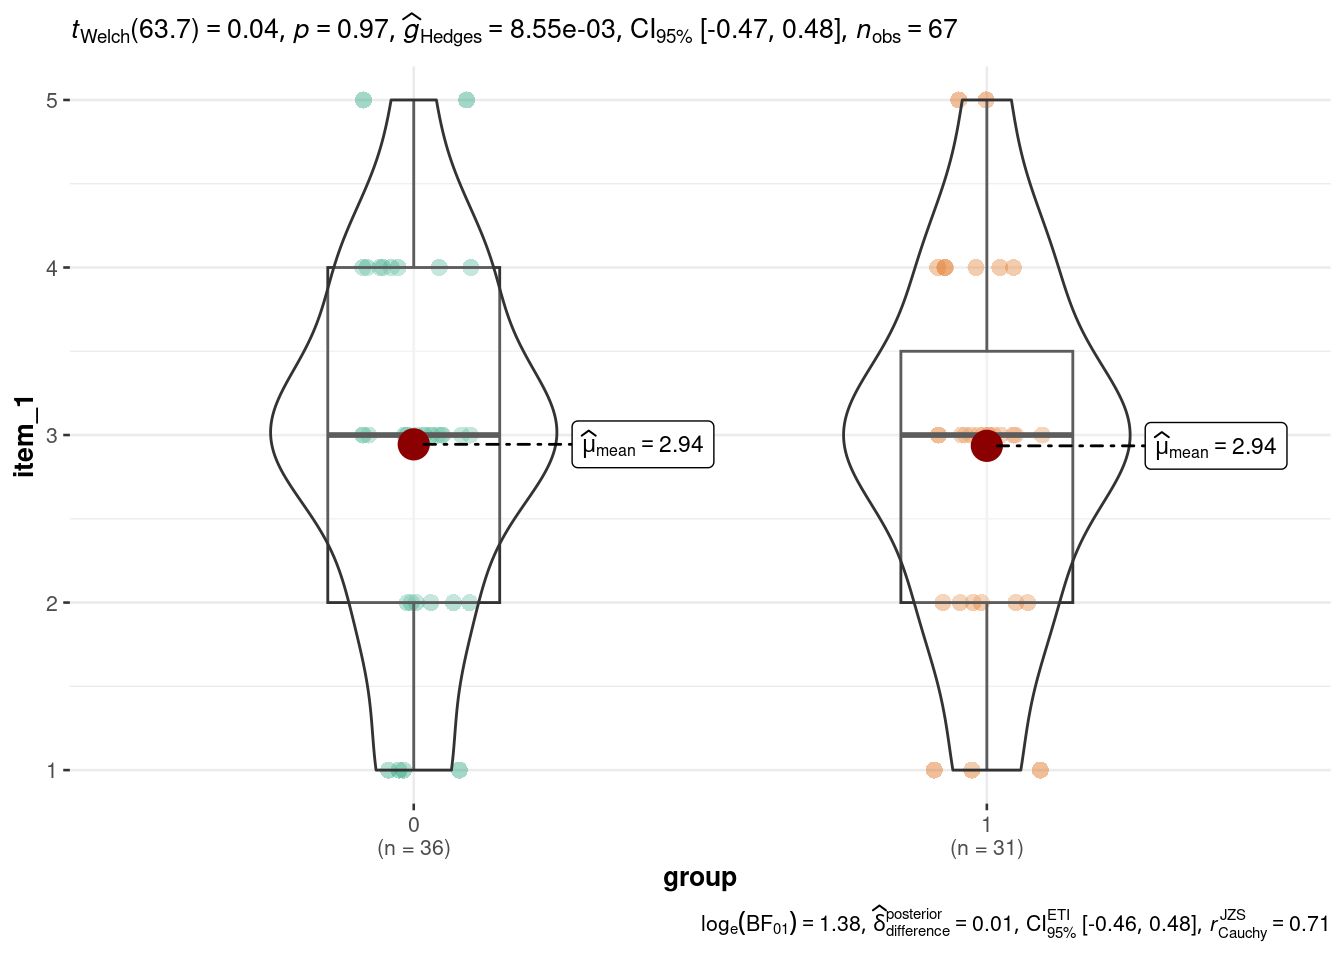 t_Welch(63.7) = 0.04, p = 0.97, ĝ_Hedges = 8.55e-03, CI_95% [-0.47, 0.48], n_obs = 67
5
4
3
2
1
item_1
μ̂_mean = 2.94
μ̂_mean = 2.94
0
(n = 36)
1
(n = 31)
group
log_e(BF_01) = 1.38, δ̂^posterior_difference = 0.01, CI^ETI_95% [-0.46, 0.48], r^JZS_Cauchy = 0.71